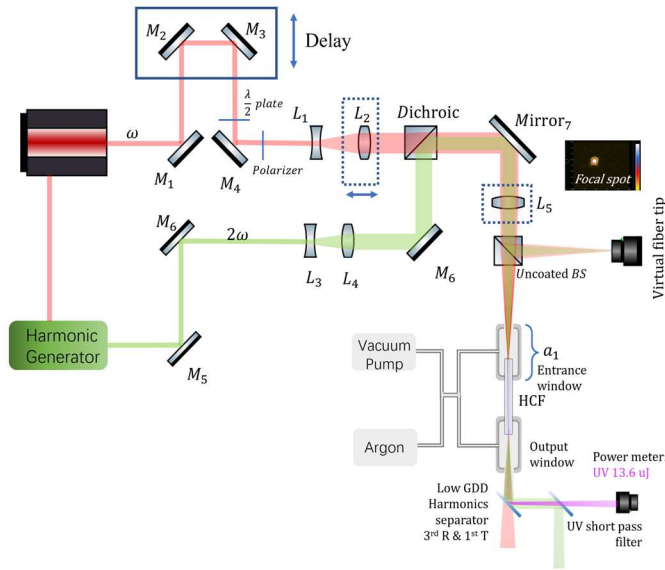 M₂
M₃
Delay
λ/2 plate
L₁
L₂
Dichroic
Mirror₇
ω
M₁
M₄
Polarizer
Focal spot
L₅
M₆
2ω
L₃
L₄
M₆
Uncoated BS
Virtual fiber tip
Harmonic
Generator
M₅
Vacuum
Pump
a₁
Entrance
window
HCF
Argon
Output
window
Power meter:
UV 13.6 uJ
Low GDD
Harmonics
separator
3rd R & 1st T
UV short pass
filter